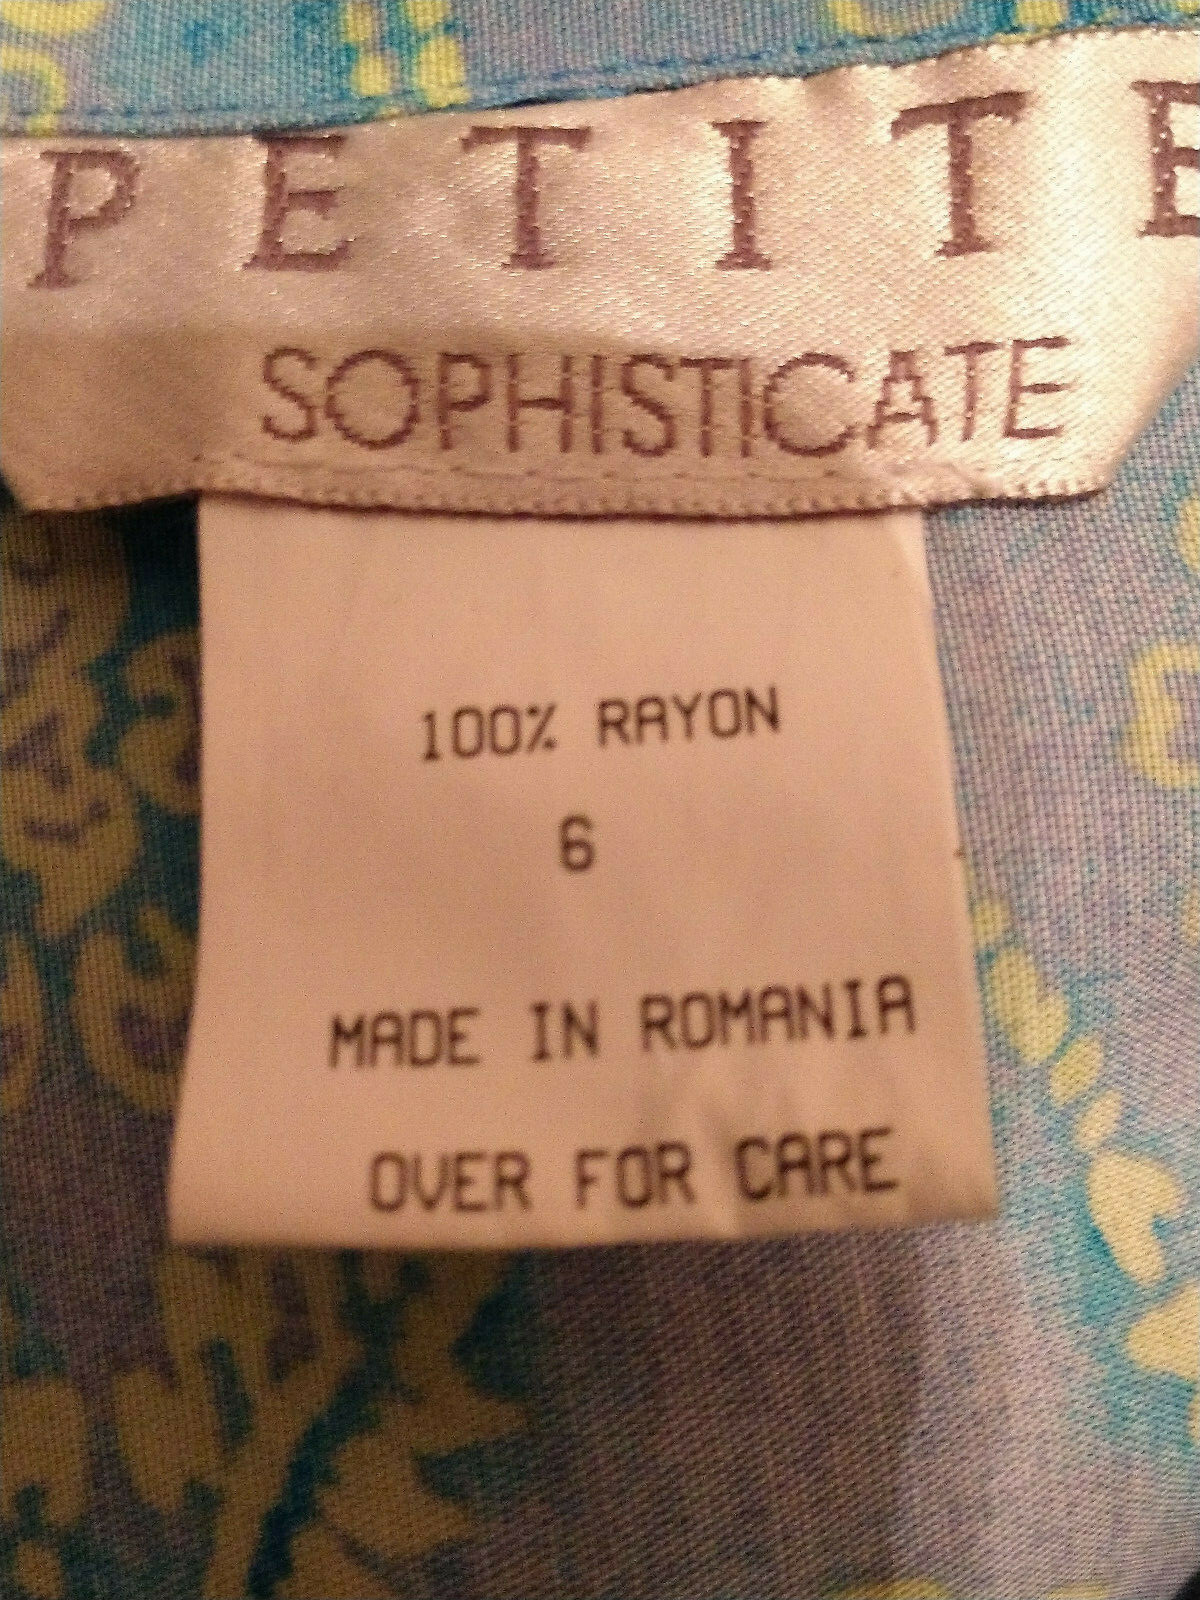 PETITE
SOPHISTICATE
100% RAYON
6
MADE IN ROMANIA
OVER FOR CARE